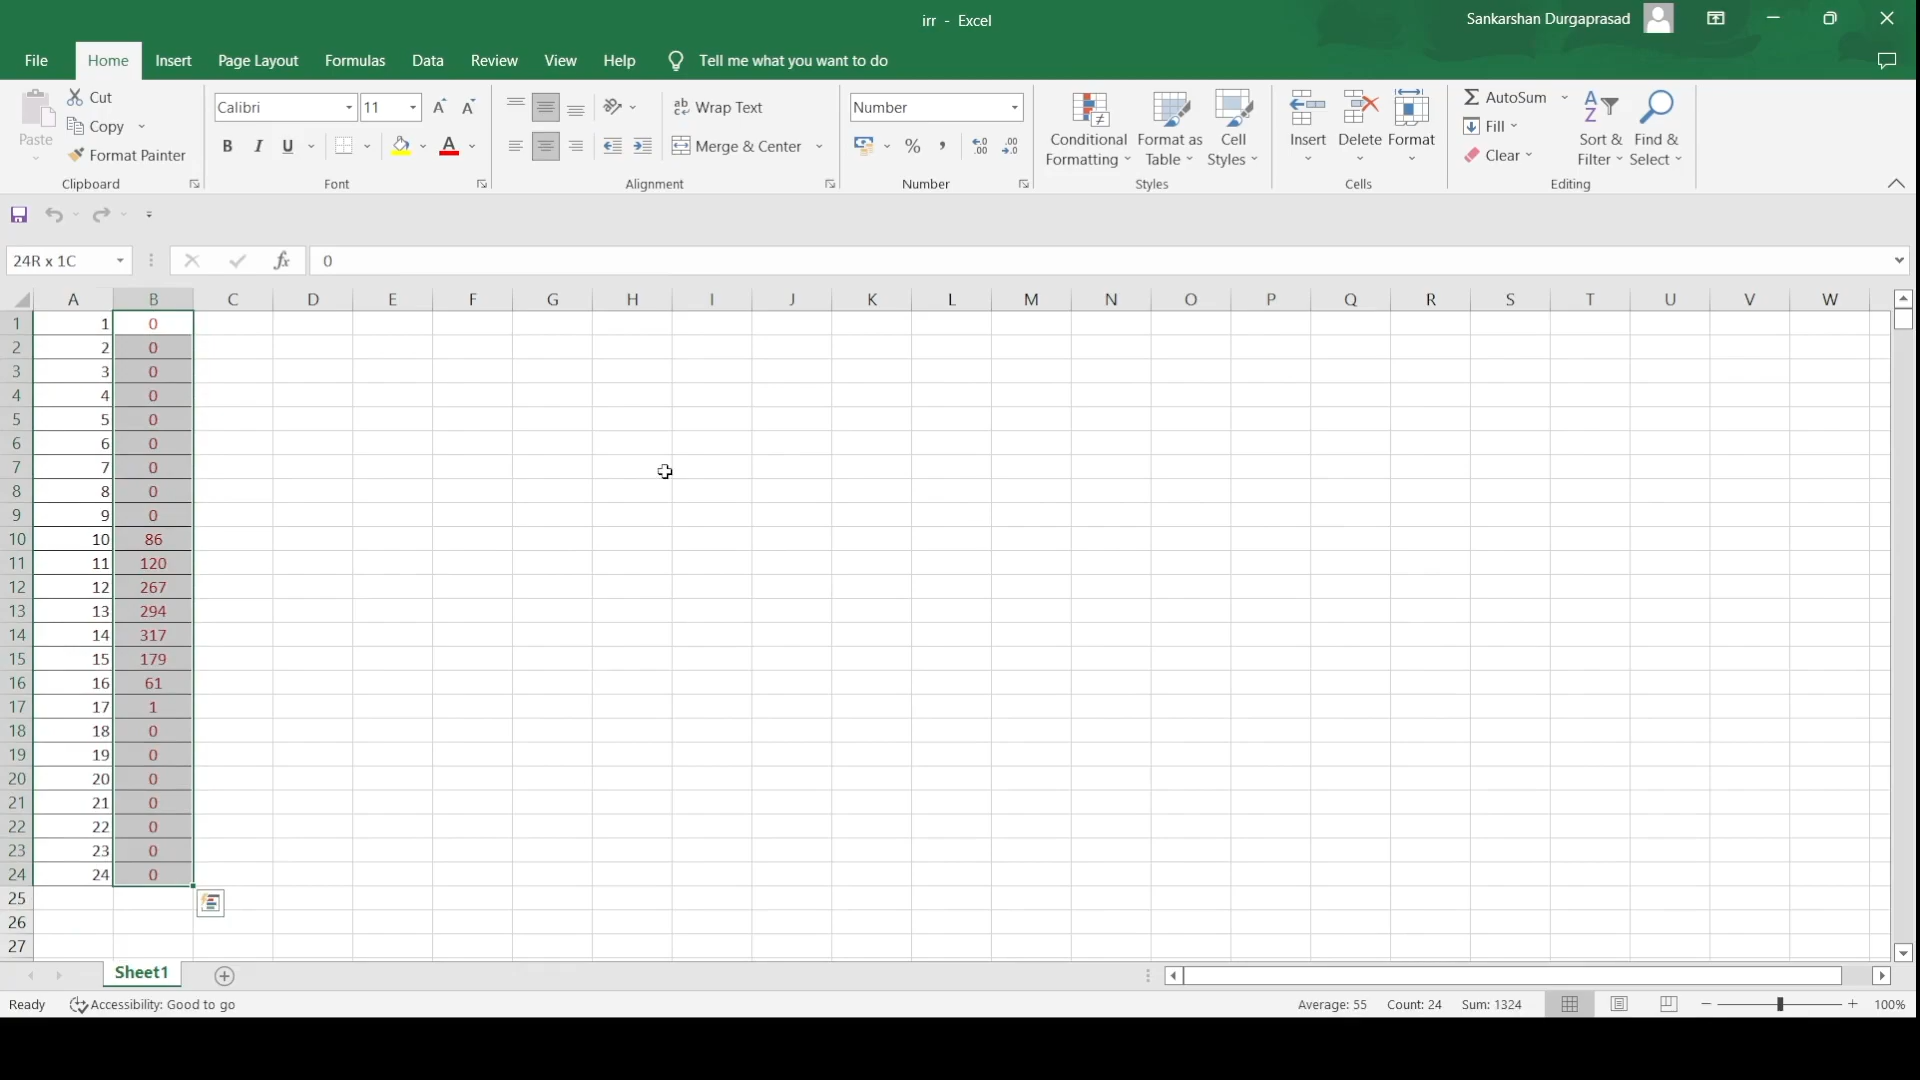 irr - Excel
Sankarshan Durgaprasad
File Home Insert Page Layout Formulas Data Review View Help Tell me what you want to do
Paste
Cut
Copy
Format Painter
Clipboard
Calibri 11
A A
B I U A
Font
ab Wrap Text
Merge & Center
Alignment
Number
% ,
Number
Conditional Formatting
Format as Table
Cell Styles
Styles
Insert Delete Format
Cells
AutoSum
Fill
Clear
Sort & Filter
Find & Select
Editing
24R x 1C fx 0
A B C D E F G H I J K L M N O P Q R S T U V W
1 1 0
2 2 0
3 3 0
4 4 0
5 5 0
6 6 0
7 7 0
8 8 0
9 9 0
10 10 86
11 11 120
12 12 267
13 13 294
14 14 317
15 15 179
16 16 61
17 17 1
18 18 0
19 19 0
20 20 0
21 21 0
22 22 0
23 23 0
24 24 0
25
26
27
Sheet1
Ready Accessibility: Good to go Average: 55 Count: 24 Sum: 1324 100%